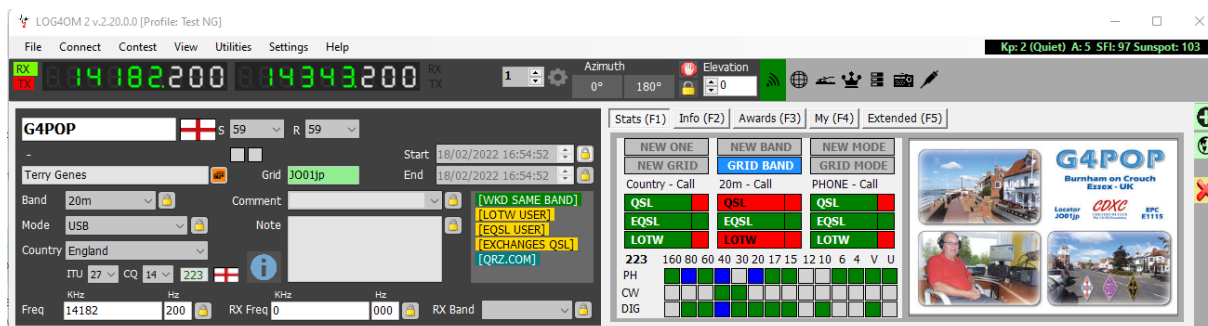 LOG4OM 2 v.2.20.0.0 [Profile: Test NG]
File Connect Contest View Utilities Settings Help
Kp: 2 (Quiet) A: 5 SFI: 97 Sunspot: 103
RX TX 14182.200 14343.200 RX TX
1
Azimuth
0° 180°
Elevation
0
G4POP
S 59 R 59
-
Start 18/02/2022 16:54:52
Terry Genes
Grid JO01jp
End 18/02/2022 16:54:52
Band 20m
Comment
Mode USB
Note
Country England
ITU 27 CQ 14 223
[WKD SAME BAND]
[LOTW USER]
[EQSL USER]
[EXCHANGES QSL]
[QRZ.COM]
KHz Hz KHz Hz
Freq 14182 200 RX Freq 0 000 RX Band
Stats (F1) Info (F2) Awards (F3) My (F4) Extended (F5)
NEW ONE NEW BAND NEW MODE
NEW GRID GRID BAND GRID MODE
Country - Call 20m - Call PHONE - Call
QSL QSL QSL
EQSL EQSL EQSL
LOTW LOTW LOTW
223 160 80 60 40 30 20 17 15 12 10 6 4 V U
PH
CW
DIG
G4POP
Burnham on Crouch
Essex - UK
Locator
JO01jp
CDXC
EPC
E1115